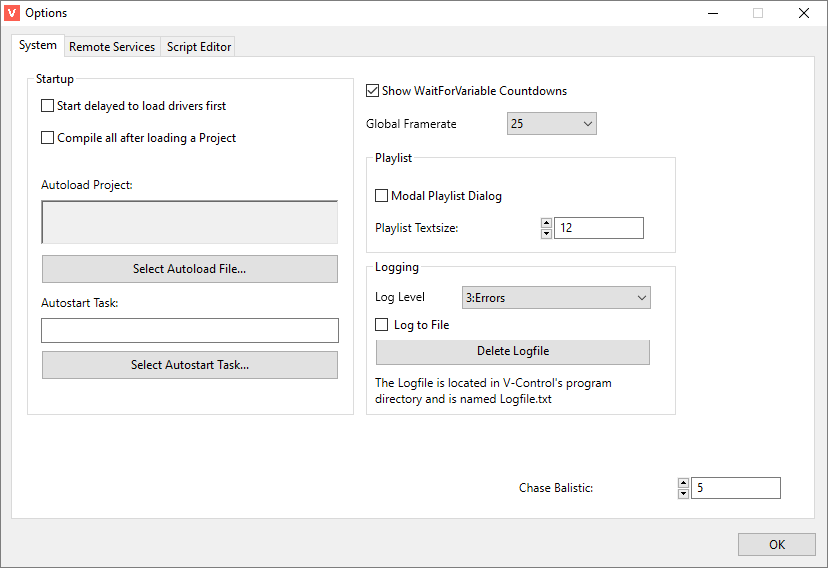 V Options
System Remote Services Script Editor
Startup
Start delayed to load drivers first
Compile all after loading a Project
Autoload Project:
Select Autoload File...
Autostart Task:
Select Autostart Task...
Show WaitForVariable Countdowns
Global Framerate 25
Playlist
Modal Playlist Dialog
Playlist Textsize: 12
Logging
Log Level 3:Errors
Log to File
Delete Logfile
The Logfile is located in V-Control's program
directory and is named Logfile.txt
Chase Balistic: 5
OK